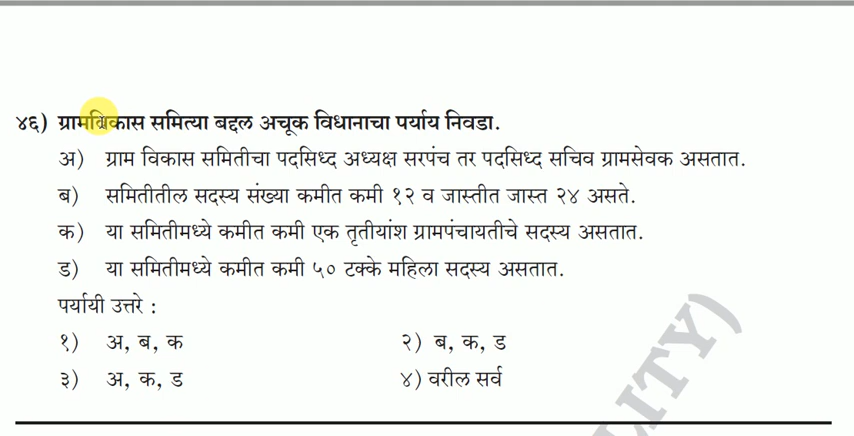 ४६) ग्रामविकास समित्या बद्दल अचूक विधानाचा पर्याय निवडा.
अ) ग्राम विकास समितीचा पदसिध्द अध्यक्ष सरपंच तर पदसिध्द सचिव ग्रामसेवक असतात.
ब) समितीतील सदस्य संख्या कमीत कमी १२ व जास्तीत जास्त २४ असते.
क) या समितीमध्ये कमीत कमी एक तृतीयांश ग्रामपंचायतीचे सदस्य असतात.
ड) या समितीमध्ये कमीत कमी ५० टक्के महिला सदस्य असतात.
पर्यायी उत्तरे :
१) अ, ब, क २) ब, क, ड
३) अ, क, ड ४) वरील सर्व
LITY)